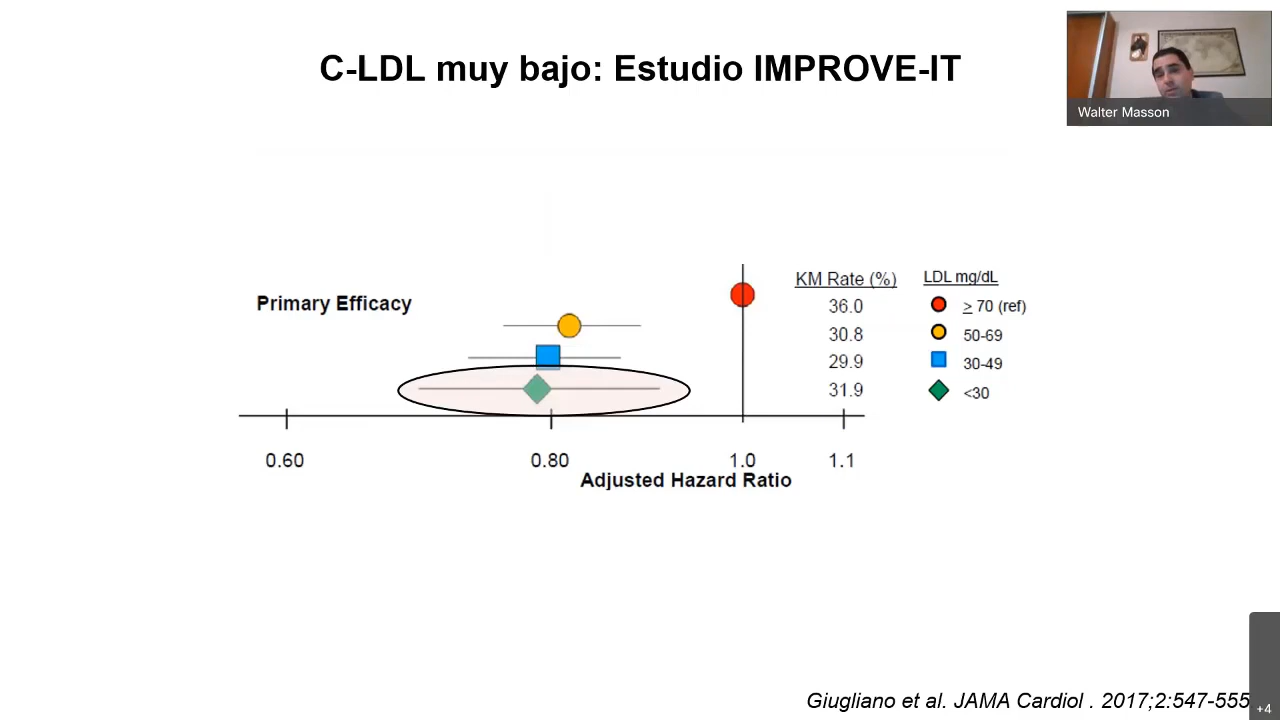 C-LDL muy bajo: Estudio IMPROVE-IT
Walter Masson
KM Rate (%) LDL mg/dL
Primary Efficacy
36.0 ≥ 70 (ref)
30.8 50-69
29.9 30-49
31.9 <30
0.60 0.80 1.0 1.1
Adjusted Hazard Ratio
Giugliano et al. JAMA Cardiol . 2017;2:547-555
+4